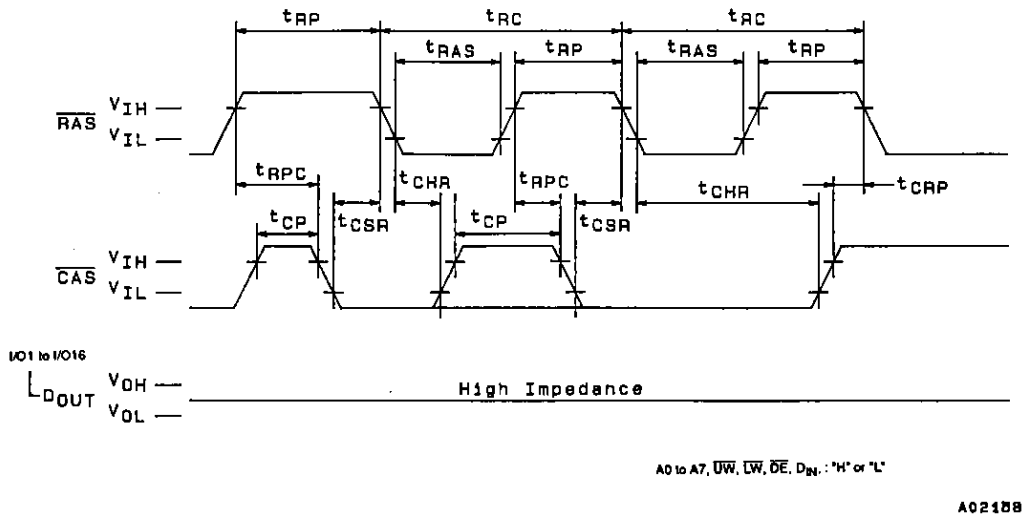 tRP tRC tRC
tRAS tRP tRAS tRP
RAS VIH
VIL
tRPC tCHR tRPC tCHR tCRP
tCP tCSR tCP tCSR
CAS VIH
VIL
I/O1 to I/O16
DOUT VOH
VOL
High Impedance
A0 to A7, UW, LW, OE, DIN, : "H" or "L"
A02188